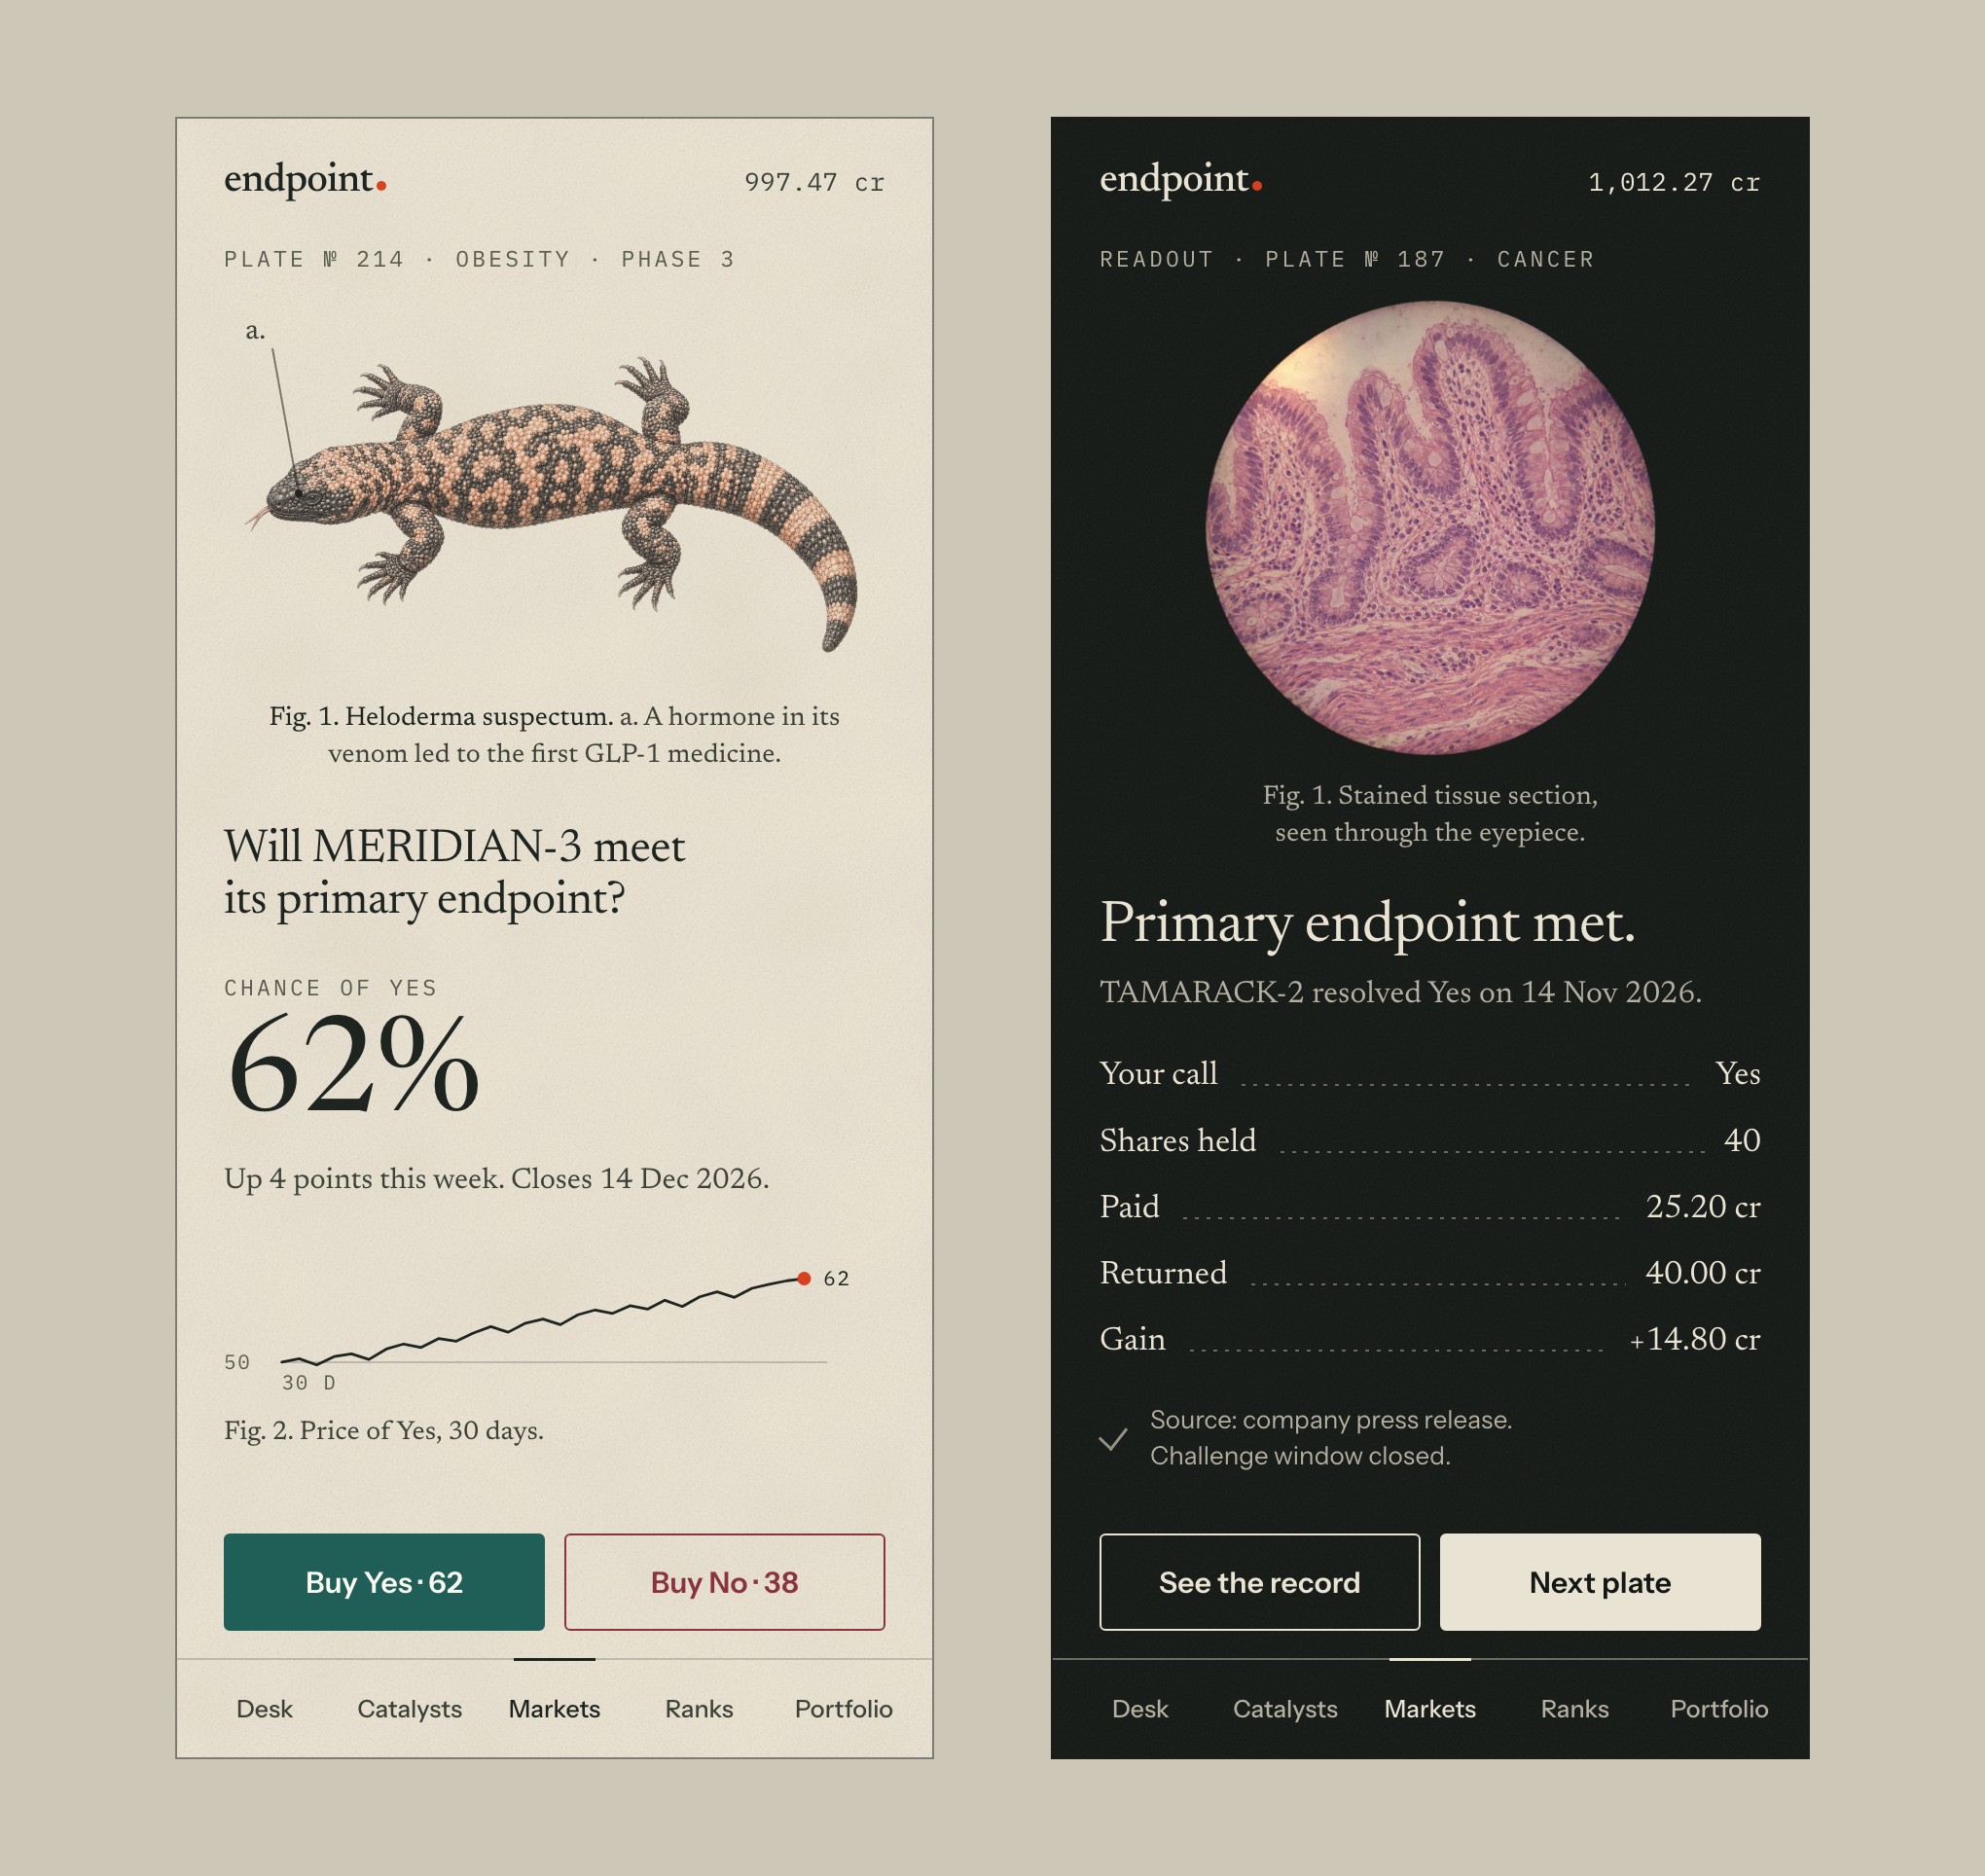 endpoint.
997.47 cr
PLATE № 214 · OBESITY · PHASE 3
a.
Fig. 1. Heloderma suspectum. a. A hormone in its
venom led to the first GLP-1 medicine.
Will MERIDIAN-3 meet
its primary endpoint?
CHANCE OF YES
62%
Up 4 points this week. Closes 14 Dec 2026.
62
50
30 D
Fig. 2. Price of Yes, 30 days.
Buy Yes · 62
Buy No · 38
Desk
Catalysts
Markets
Ranks
Portfolio
endpoint.
1,012.27 cr
READOUT · PLATE № 187 · CANCER
Fig. 1. Stained tissue section,
seen through the eyepiece.
Primary endpoint met.
TAMARACK-2 resolved Yes on 14 Nov 2026.
Your call Yes
Shares held 40
Paid 25.20 cr
Returned 40.00 cr
Gain +14.80 cr
Source: company press release.
Challenge window closed.
See the record
Next plate
Desk
Catalysts
Markets
Ranks
Portfolio